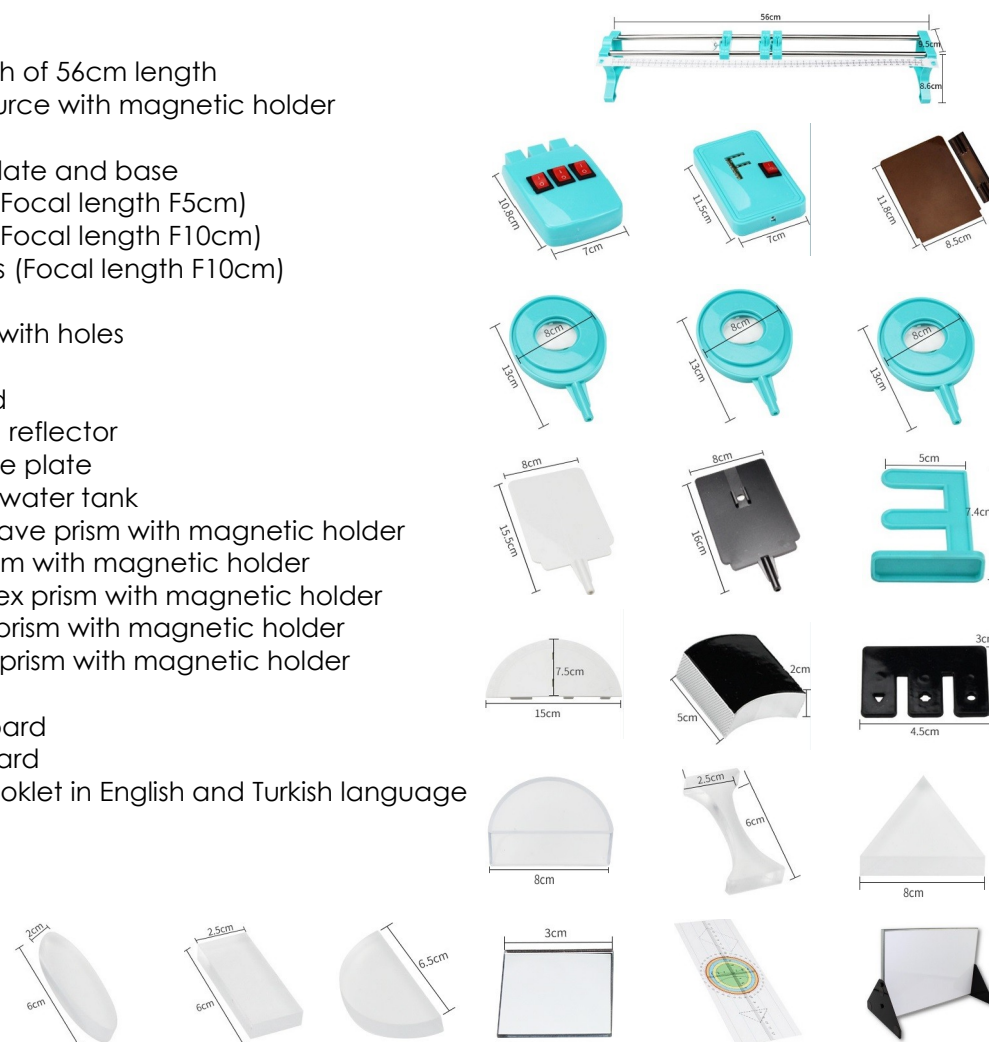 h of 56cm length
urce with magnetic holder
late and base
Focal length F5cm)
Focal length F10cm)
s (Focal length F10cm)
with holes
d
reflector
e plate
water tank
ave prism with magnetic holder
m with magnetic holder
ex prism with magnetic holder
prism with magnetic holder
prism with magnetic holder
oard
ard
oklet in English and Turkish language
56cm
9.5cm
8.6cm
10.8cm
7cm
F
11.5cm
7cm
11.8cm
8.5cm
8cm
13cm
8cm
13cm
8cm
13cm
8cm
15.5cm
8cm
16cm
5cm
7.4cm
7.5cm
15cm
5cm
2cm
3c
4.5cm
8cm
2.5cm
6cm
8cm
2cm
6cm
2.5cm
6cm
6.5cm
3cm